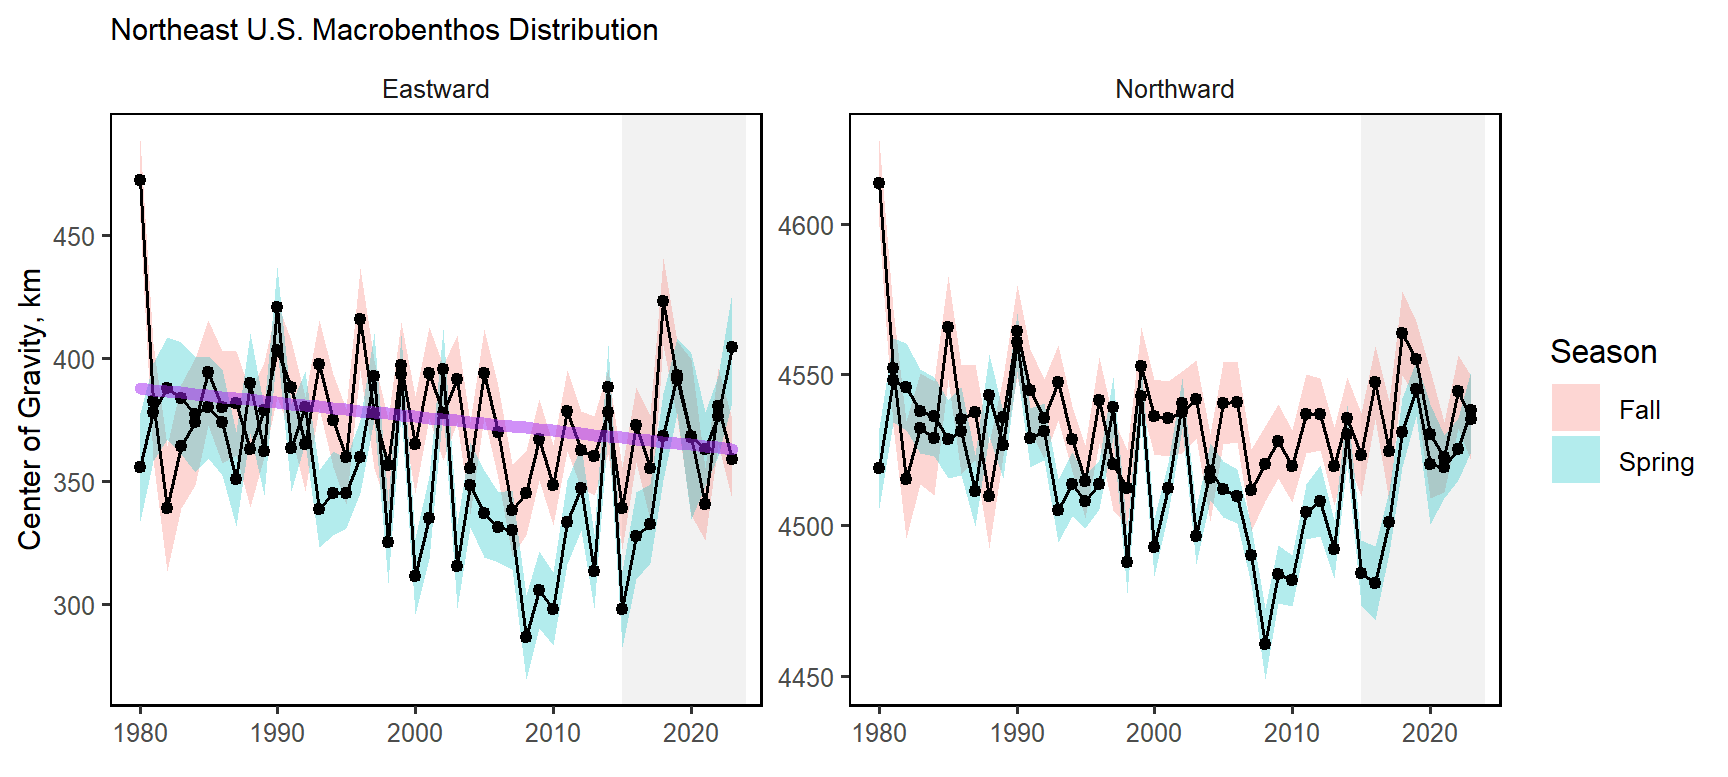 Northeast U.S. Macrobenthos Distribution
Eastward
Northward
Center of Gravity, km
450
400
350
300
4600
4550
4500
4450
1980
1990
2000
2010
2020
1980
1990
2000
2010
2020
Season
Fall
Spring